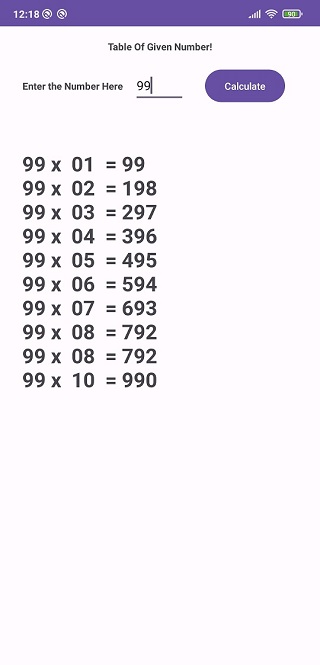 12:18 90
Table Of Given Number!
Enter the Number Here 99 Calculate
99 x 01 = 99
99 x 02 = 198
99 x 03 = 297
99 x 04 = 396
99 x 05 = 495
99 x 06 = 594
99 x 07 = 693
99 x 08 = 792
99 x 08 = 792
99 x 10 = 990